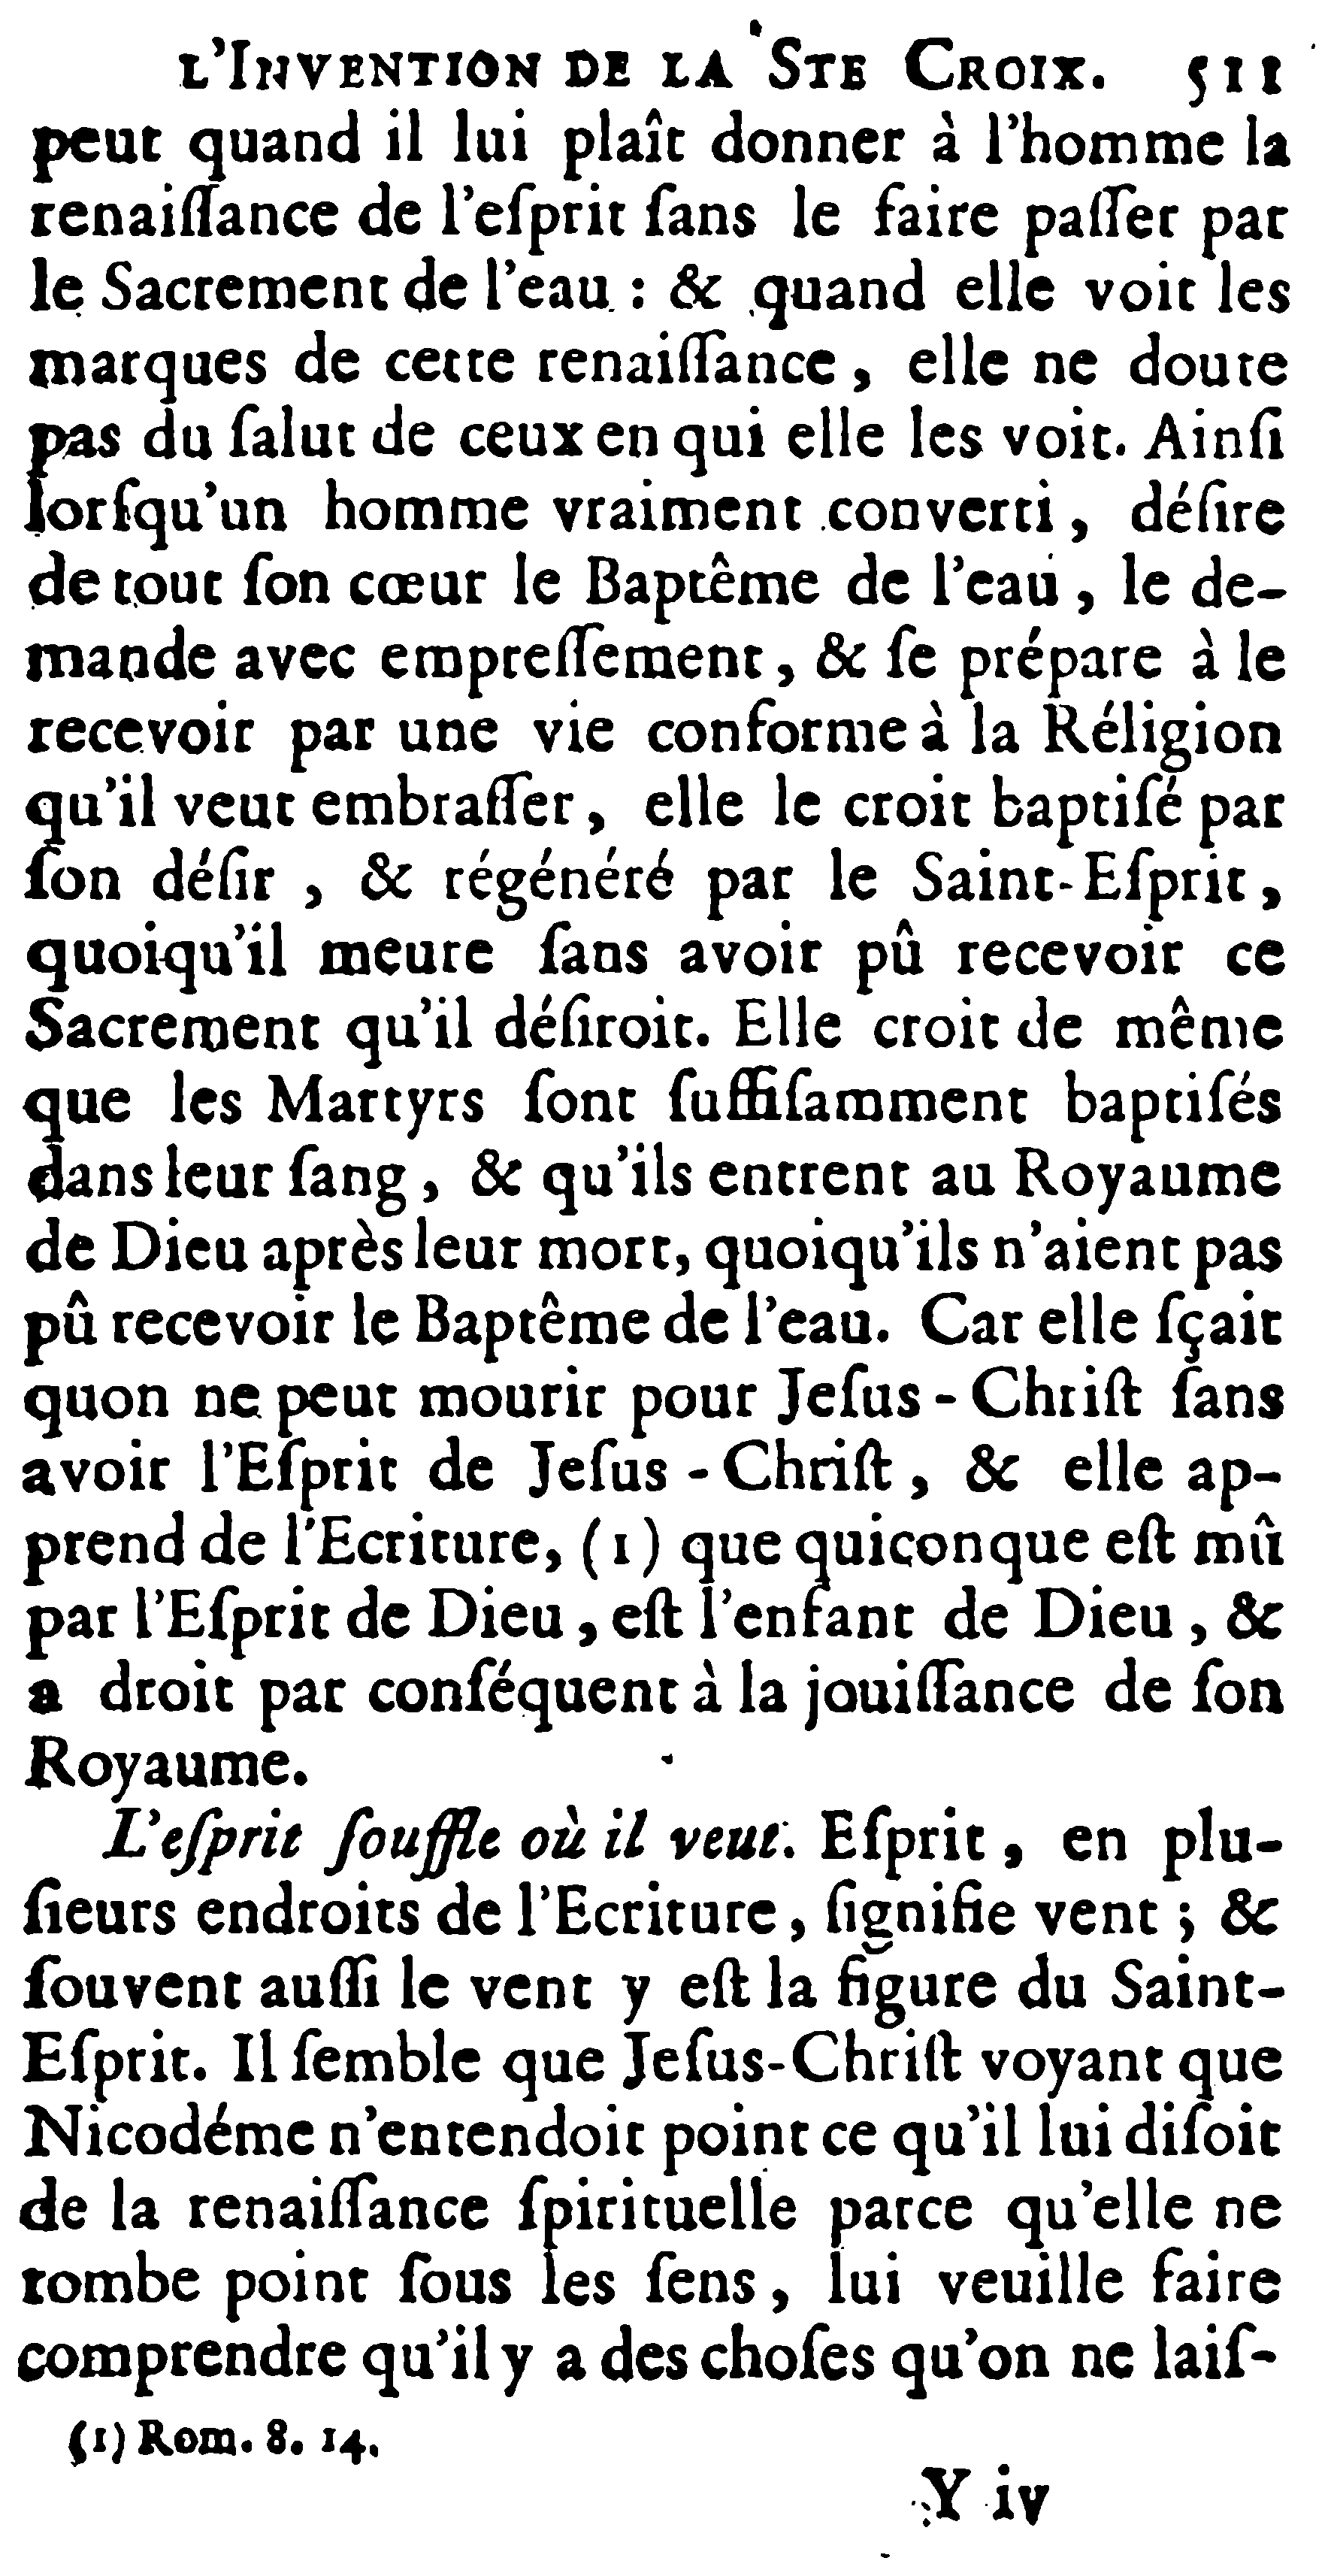 L'INVENTION DE LA STE CROIX. 511
peut quand il lui plaît donner à l'homme la
renaiſſance de l'eſprit ſans le faire paſſer par
le Sacrement de l'eau : & quand elle voit les
marques de cette renaiſſance, elle ne doute
pas du ſalut de ceux en qui elle les voit. Ainſi
lorſqu'un homme vraiment converti, déſire
de tout ſon cœur le Baptême de l'eau, le de-
mande avec empreſſement, & ſe prépare à le
recevoir par une vie conforme à la Réligion
qu'il veut embraſſer, elle le croit baptiſé par
ſon déſir, & régénéré par le Saint-Eſprit,
quoiqu'il meure ſans avoir pû recevoir ce
Sacrement qu'il déſiroit. Elle croit de même
que les Martyrs ſont ſuffiſamment baptiſés
dans leur ſang, & qu'ils entrent au Royaume
de Dieu après leur mort, quoiqu'ils n'aient pas
pû recevoir le Baptême de l'eau. Car elle ſçait
quon ne peut mourir pour Jeſus-Chriſt ſans
avoir l'Eſprit de Jeſus-Chriſt, & elle ap-
prend de l'Ecriture, (1) que quiconque eſt mû
par l'Eſprit de Dieu, eſt l'enfant de Dieu, &
a droit par conſéquent à la jouiſſance de ſon
Royaume.
L'eſprit ſouffle où il veut. Eſprit, en plu-
ſieurs endroits de l'Ecriture, ſignifie vent ; &
ſouvent auſſi le vent y eſt la figure du Saint-
Eſprit. Il ſemble que Jeſus-Chriſt voyant que
Nicodéme n'entendoit point ce qu'il lui diſoit
de la renaiſſance ſpirituelle parce qu'elle ne
tombe point ſous les ſens, lui veuille faire
comprendre qu'il y a des choſes qu'on ne laiſ-
(1) Rom. 8. 14.
Y iv